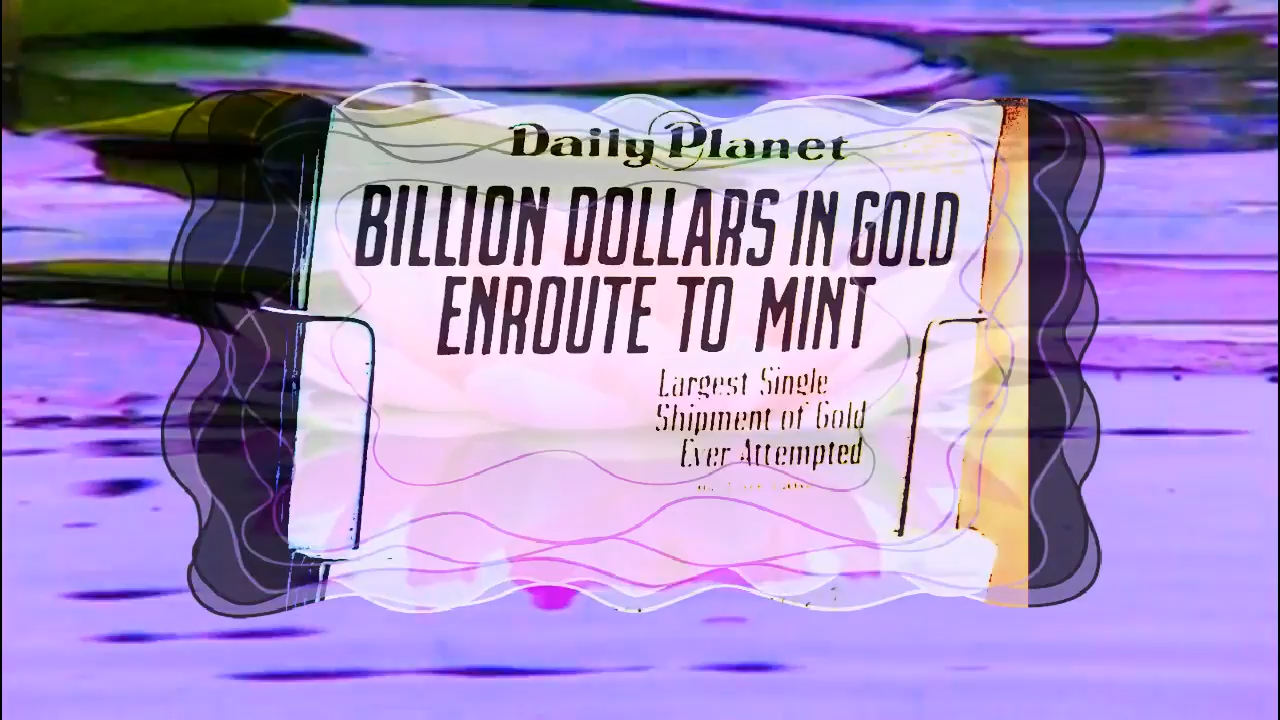 Daily Planet
BILLION DOLLARS IN GOLD
ENROUTE TO MINT
Largest Single
Shipment of Gold
Ever Attempted